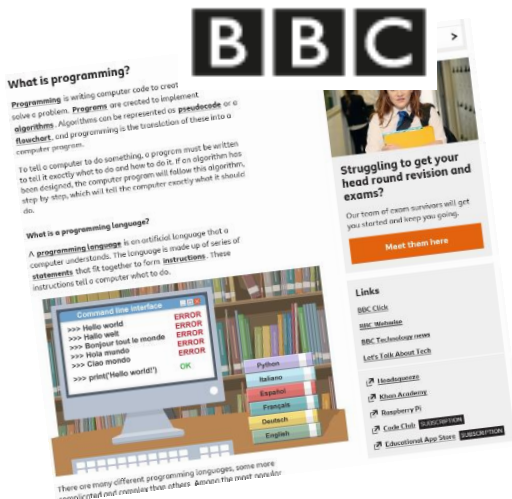 BBC
What is programming?
Programming is writing computer code to creat
solve a problem. Programs are created to implement
algorithms. Algorithms can be represented as pseudocode or a
flowchart, and programming is the translation of these into a
computer program.
To tell a computer to do something, a program must be written
to tell it exactly what to do and how to do it. If an algorithm has
been designed, the computer program will follow this algorithm,
step-by-step, which will tell the computer exactly what it should
do.
What is a programming language?
A programming language is an artificial language that a
computer understands. The language is made up of series of
statements that fit together to form instructions. These
instructions tell a computer what to do.
Command line interface
>>> Hello world ERROR
>>> Hallo welt ERROR
>>> Bonjour tout le monde ERROR
>>> Hola mundo ERROR
>>> Ciao mondo
>>> print('Hello world!') OK
Python
Italiano
Español
Français
Deutsch
English
There are many different programming languages, some more
complicated and complex than others. Among the most popular
>
Struggling to get your
head round revision and
exams?
Our team of exam survivors will get
you started and keep you going.
Meet them here
Links
BBC Click
BBC Webwise
BBC Technology news
Let's Talk About Tech
Headsqueeze
Khan Academy
Raspberry Pi
Code Club SUBSCRIPTION
Educational App Store SUBSCRIPTION